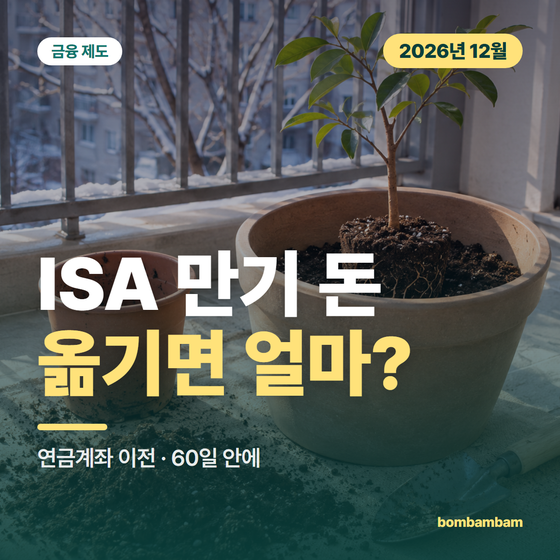 금융 제도
2026년 12월
ISA 만기 돈
옮기면 얼마?
연금계좌 이전 · 60일 안에
bombambam